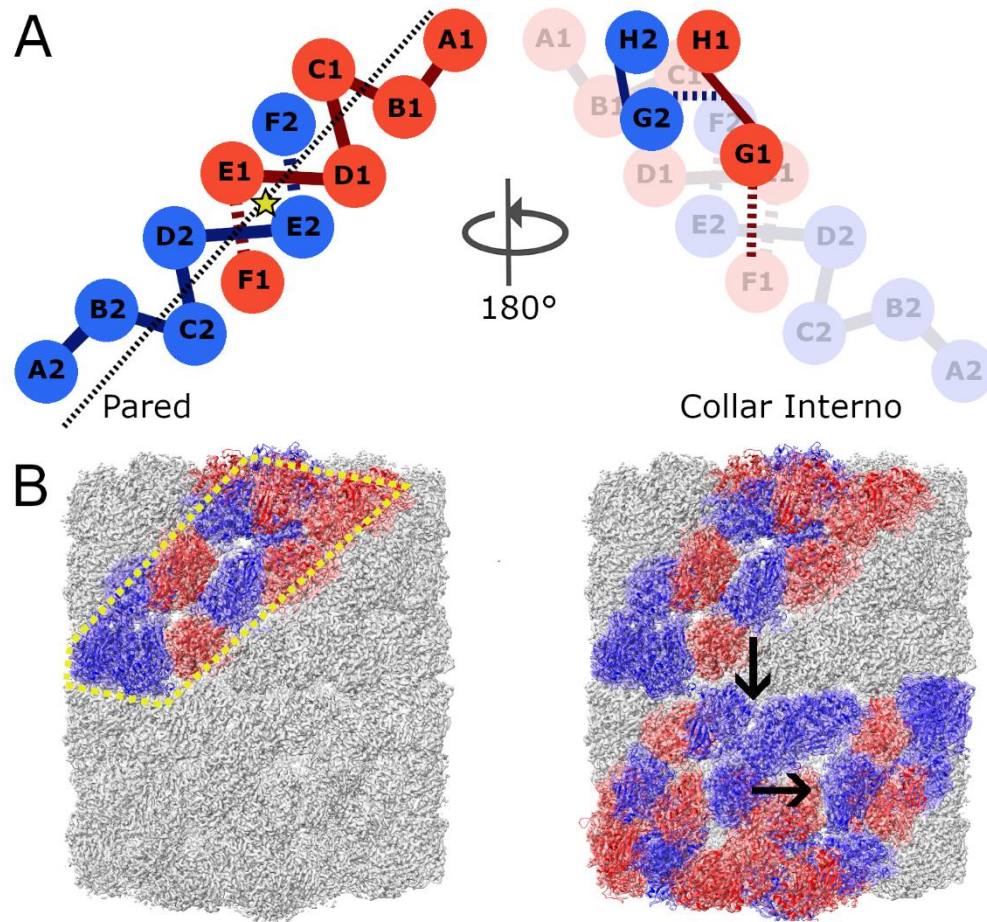 A
A1
C1
B1
F2
E1
D1
D2
E2
F1
B2
C2
A2
Pared
180°
A1
H2
H1
C1
B1
G2
F2
G1
D1
E1
E2
D2
F1
B2
C2
A2
Collar Interno
B